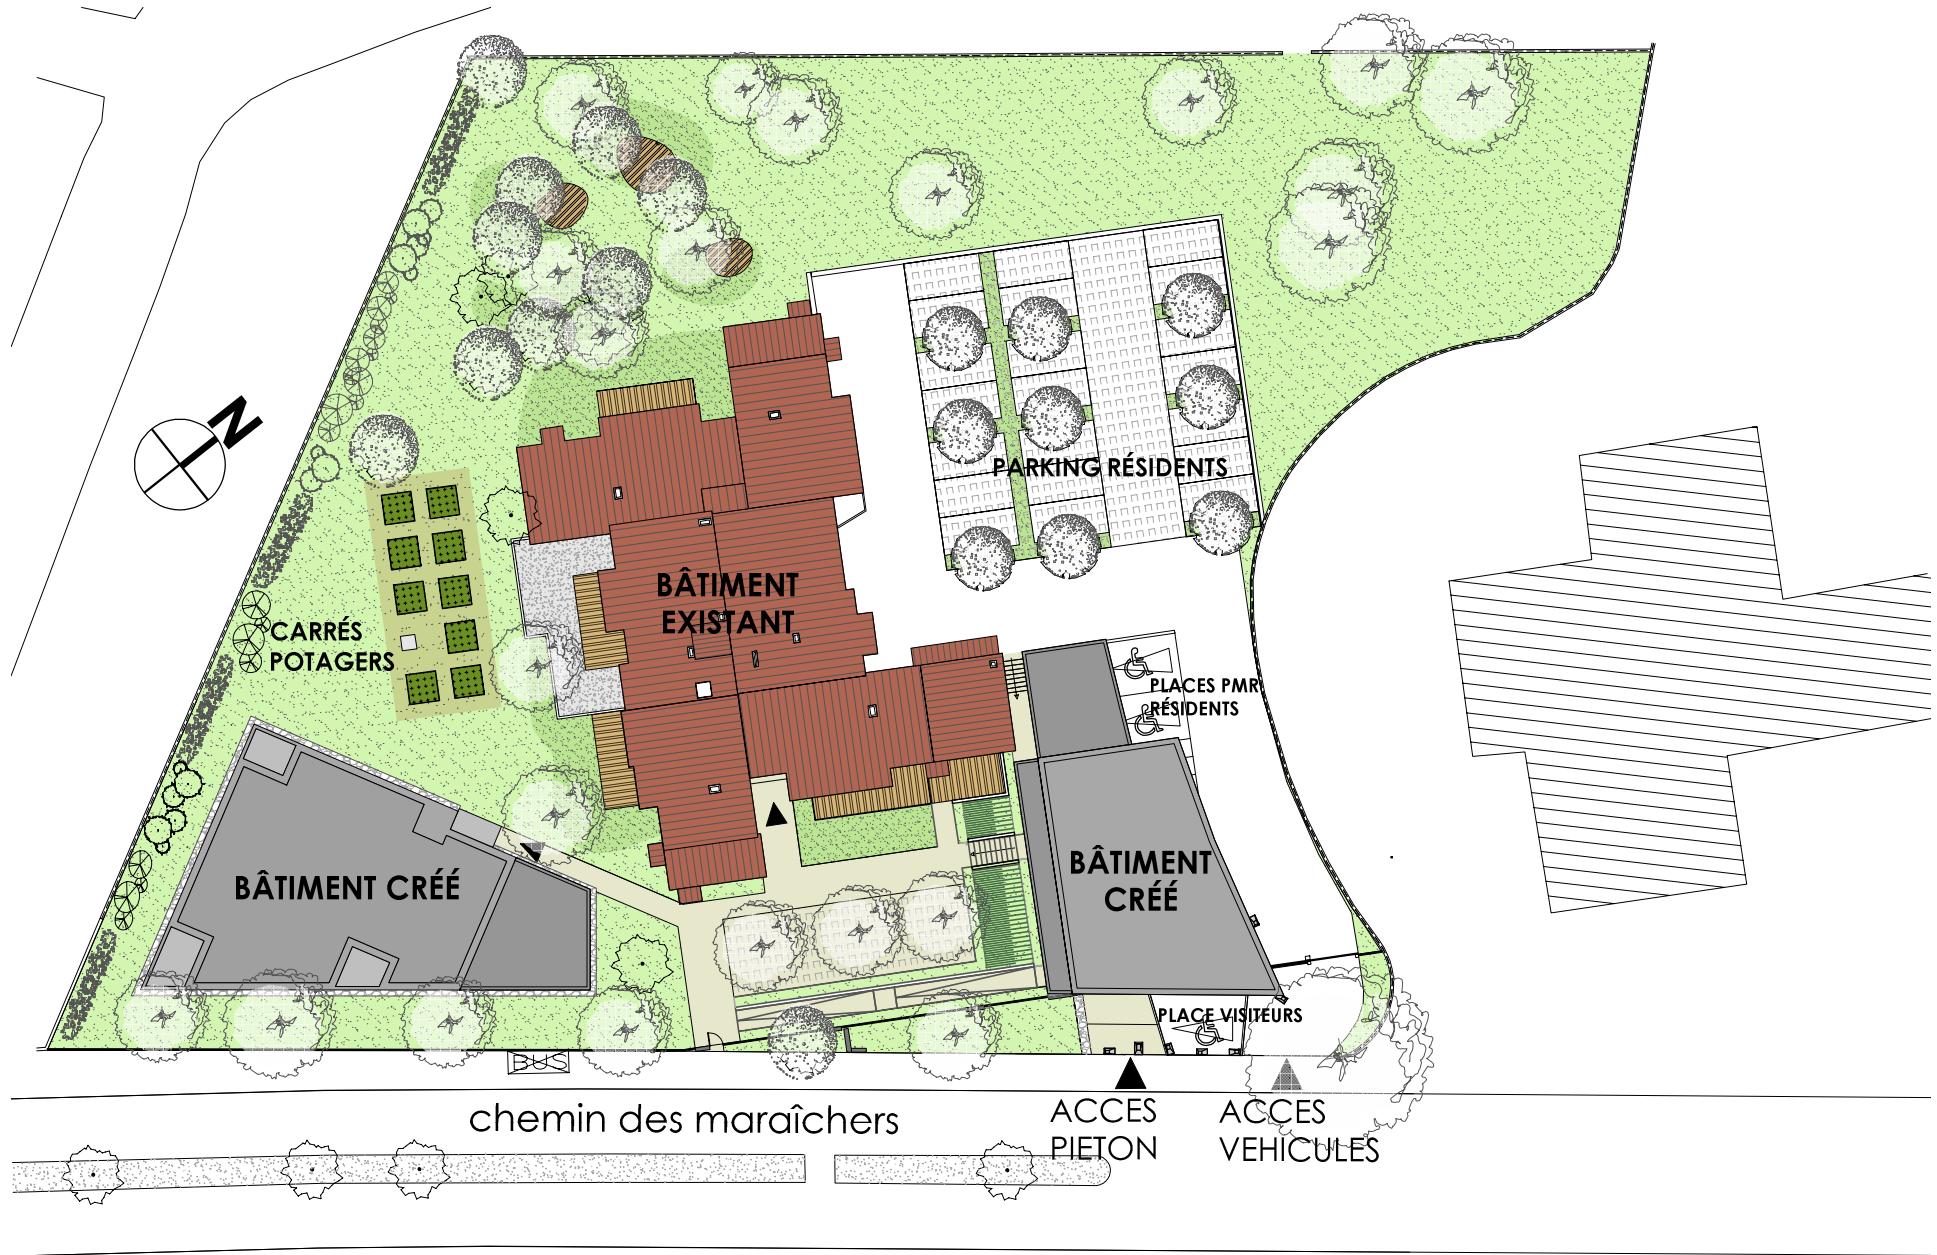 N
PARKING RÉSIDENTS
BÂTIMENT
EXISTANT
CARRÉS
POTAGERS
PLACES PMR
RÉSIDENTS
BÂTIMENT CRÉÉ
BÂTIMENT
CRÉÉ
PLACE VISITEURS
BUS
chemin des maraîchers
ACCES
PIETON
ACCES
VEHICULES